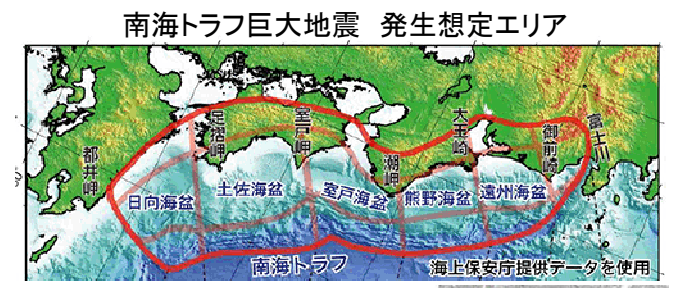 南海トラフ巨大地震　発生想定エリア
都井岬
足摺岬
室戸岬
潮岬
大王崎
御前崎
富士川
日向海盆
土佐海盆
室戸海盆
熊野海盆
遠州海盆
南海トラフ
海上保安庁提供データを使用